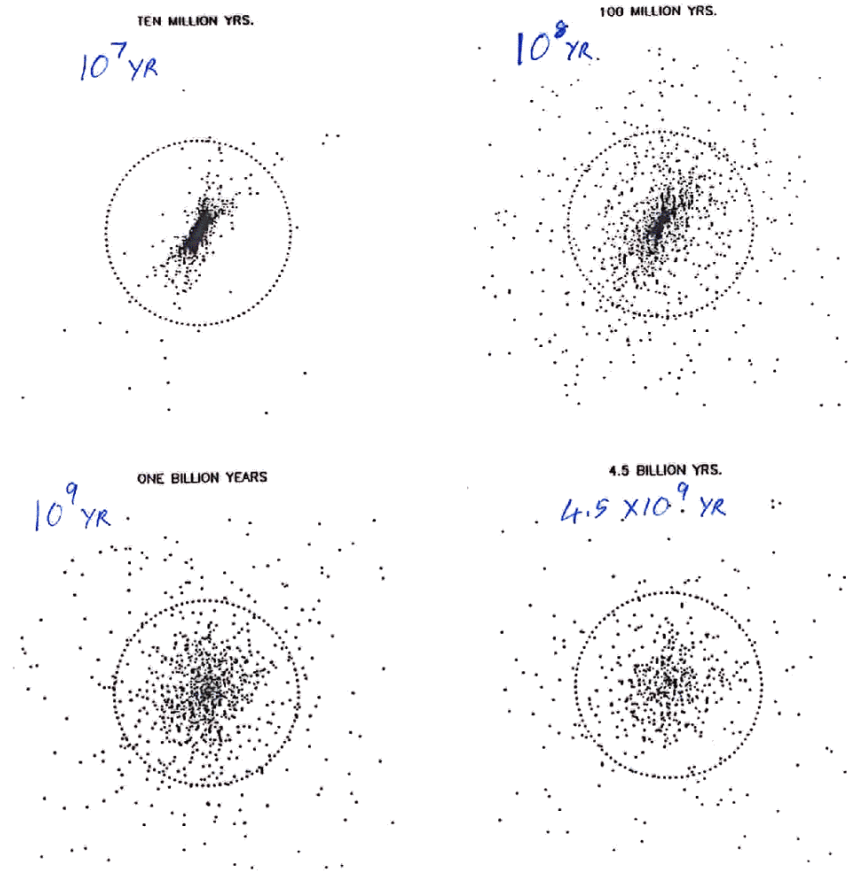 TEN MILLION YRS.
10⁷ YR
100 MILLION YRS.
10⁸ YR.
ONE BILLION YEARS
10⁹ YR
4.5 BILLION YRS.
4.5 X10⁹. YR